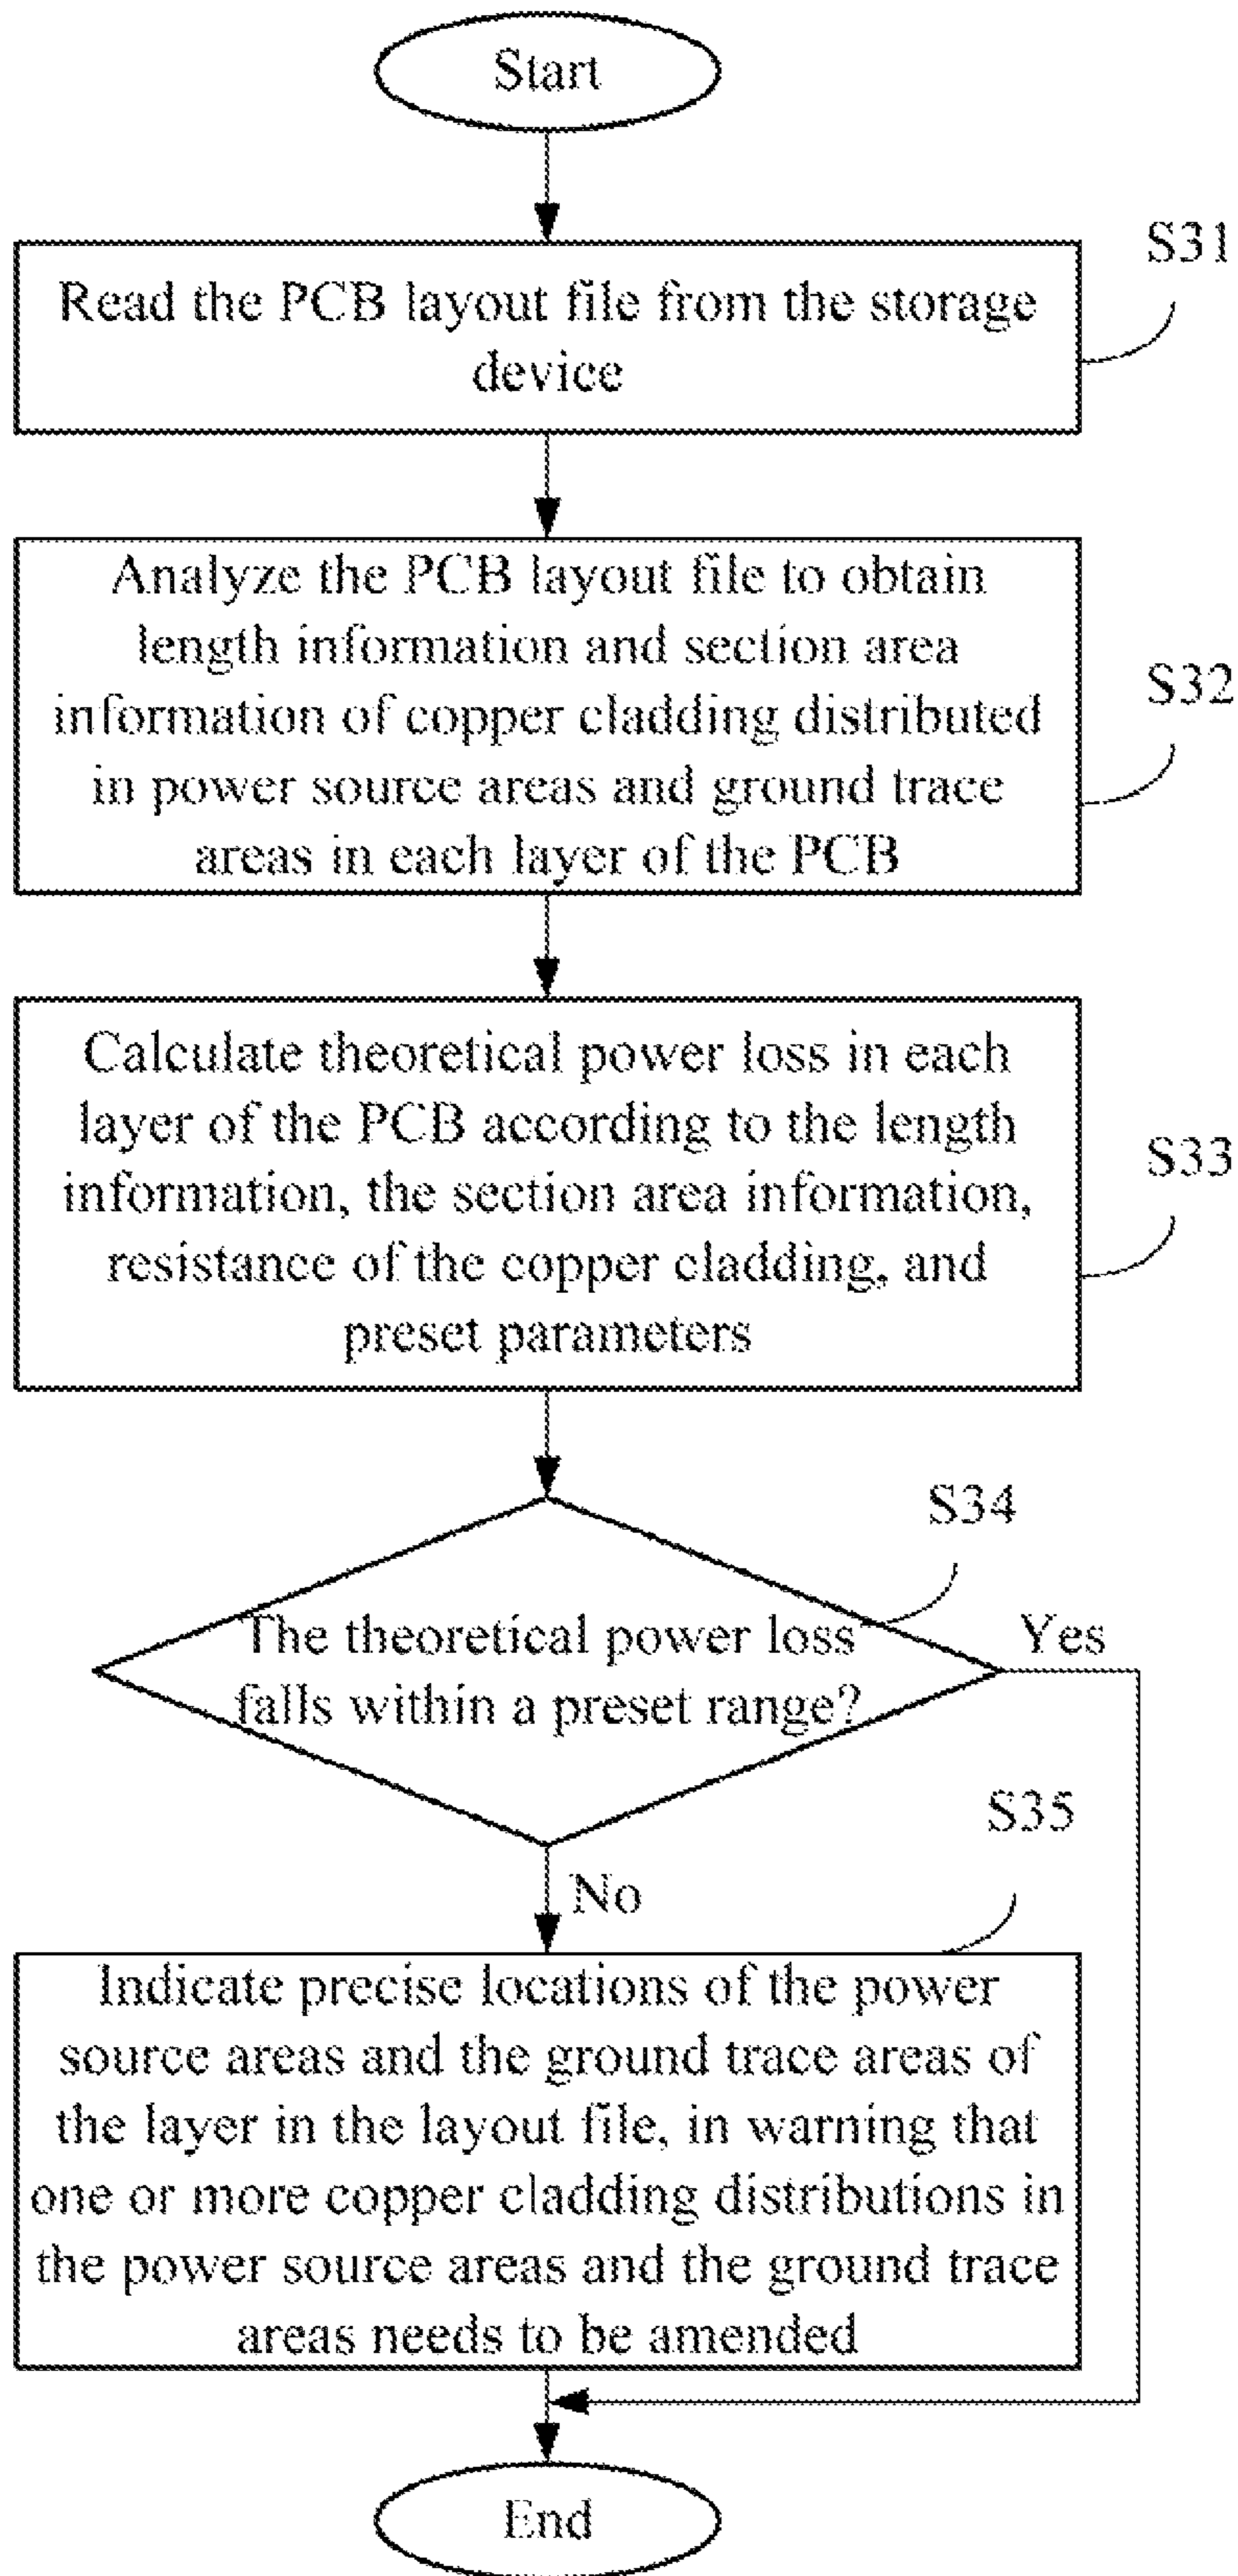 Start
S31
Read the PCB layout file from the storage
device
Analyze the PCB layout file to obtain
length information and section area
information of copper cladding distributed
in power source areas and ground trace
areas in each layer of the PCB
S32
Calculate theoretical power loss in each
layer of the PCB according to the length
information, the section area information,
resistance of the copper cladding, and
preset parameters
S33
S34
The theoretical power loss
falls within a preset range?
Yes
No
S35
Indicate precise locations of the power
source areas and the ground trace areas of
the layer in the layout file, in warning that
one or more copper cladding distributions in
the power source areas and the ground trace
areas needs to be amended
End